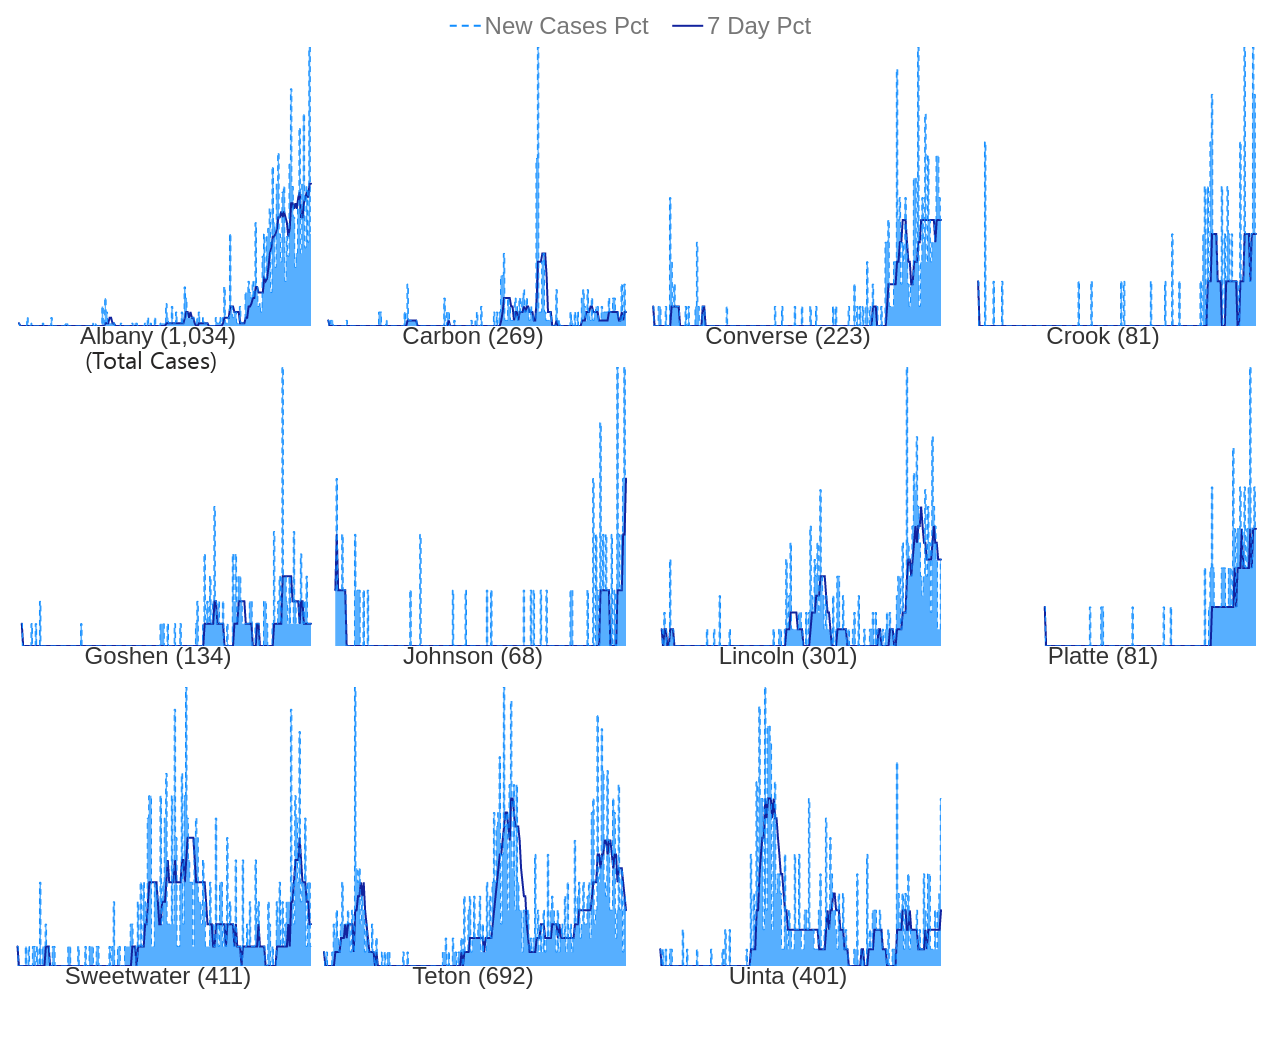 New Cases Pct 7 Day Pct
Albany (1,034) Carbon (269) Converse (223) Crook (81)
(Total Cases)
Goshen (134) Johnson (68) Lincoln (301) Platte (81)
Sweetwater (411) Teton (692) Uinta (401)